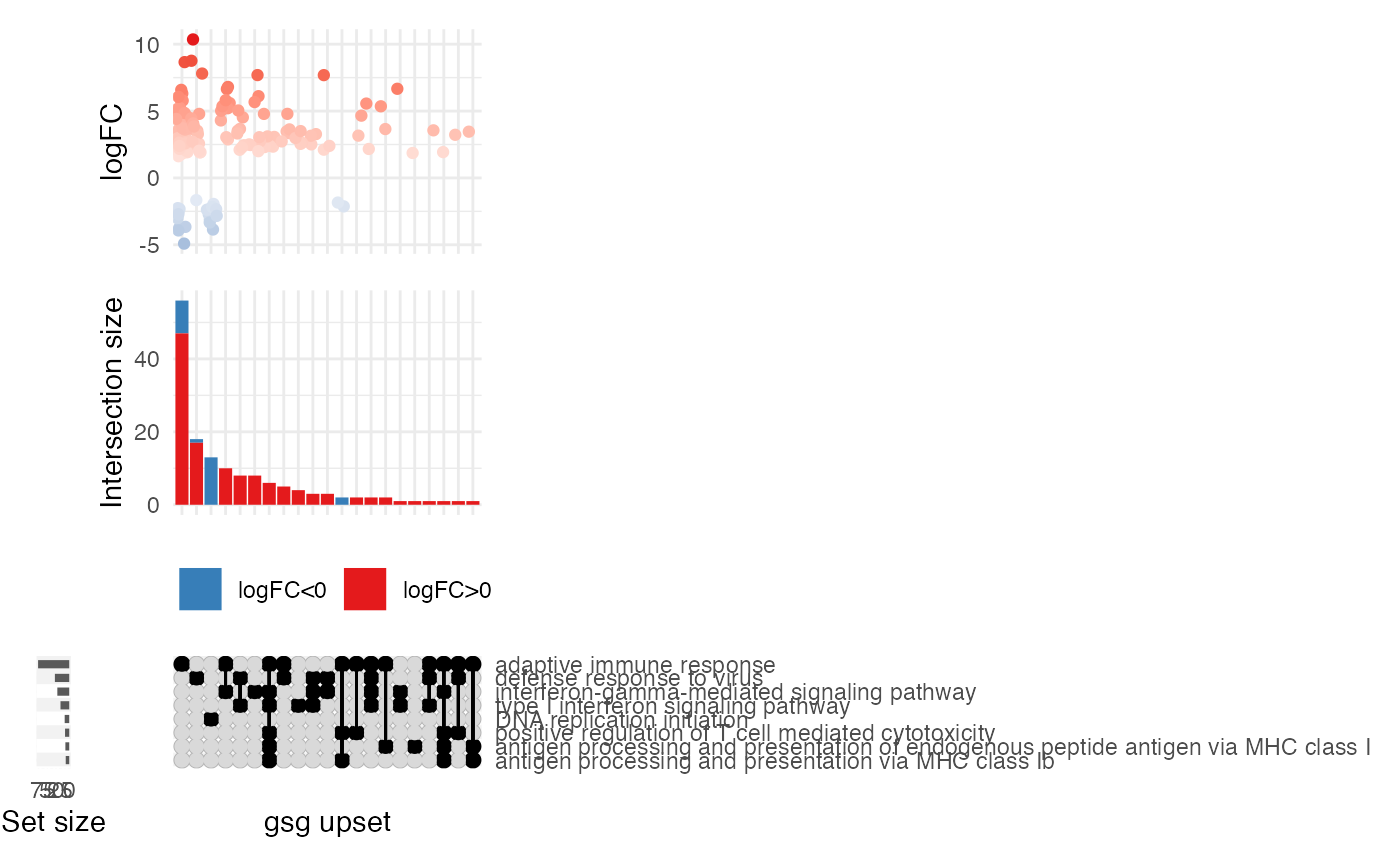 logFC
10
5
0
-5
Intersection size
40
20
0
logFC<0
logFC>0
adaptive immune response
defense response to virus
interferon-gamma-mediated signaling pathway
type I interferon signaling pathway
DNA replication initiation
positive regulation of T cell mediated cytotoxicity
antigen processing and presentation of endogenous peptide antigen via MHC class I
antigen processing and presentation via MHC class Ib
Set size
gsg upset